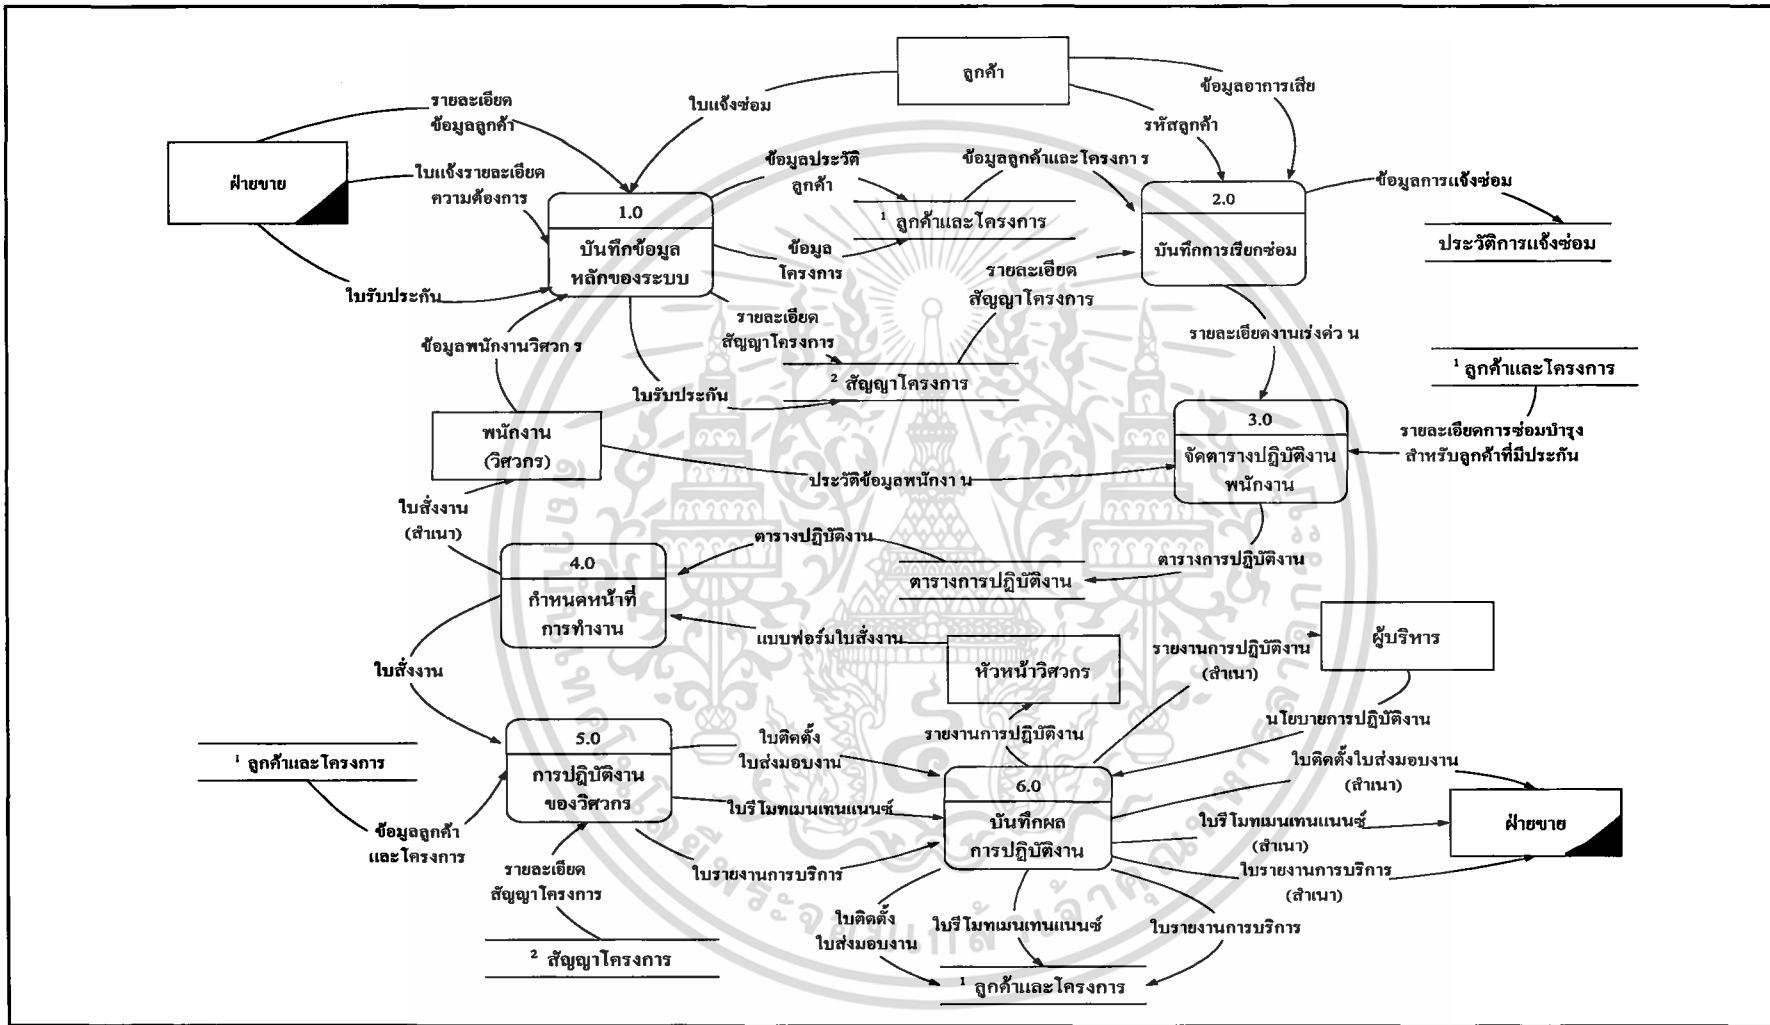 ลูกค้า
ข้อมูลอาการเสีย
รหัสลูกค้า
ใบแจ้งซ่อม
รายละเอียด
ข้อมูลลูกค้า
ฝ่ายขาย
ใบแจ้งรายละเอียด
ความต้องการ
ใบรับประกัน
1.0
บันทึกข้อมูล
หลักของระบบ
ข้อมูลประวัติ
ลูกค้า
ข้อมูลลูกค้าและโครงการ
1 ลูกค้าและโครงการ
ข้อมูล
โครงการ
รายละเอียด
สัญญาโครงการ
2.0
บันทึกการเรียกซ่อม
ข้อมูลการแจ้งซ่อม
ประวัติการแจ้งซ่อม
ข้อมูลพนักงานวิศวกร
รายละเอียด
สัญญาโครงการ
ใบรับประกัน
2 สัญญาโครงการ
รายละเอียดงานเร่งด่วน
1 ลูกค้าและโครงการ
พนักงาน
(วิศวกร)
3.0
จัดตารางปฏิบัติงาน
พนักงาน
รายละเอียดการซ่อมบำรุง
สำหรับลูกค้าที่มีประกัน
ประวัติข้อมูลพนักงาน
ใบสั่งงาน
(สำเนา)
4.0
กำหนดหน้าที่
การทำงาน
ตารางปฏิบัติงาน
ตารางการปฏิบัติงาน
ตารางการปฏิบัติงาน
แบบฟอร์มใบสั่งงาน
หัวหน้าวิศวกร
รายงานการปฏิบัติงาน
(สำเนา)
ผู้บริหาร
ใบสั่งงาน
นโยบายการปฏิบัติงาน
รายงานการปฏิบัติงาน
1 ลูกค้าและโครงการ
5.0
การปฏิบัติงาน
ของวิศวกร
ใบติดตั้ง
ใบส่งมอบงาน
ใบรีโมทเมนเทนแนนซ์
6.0
บันทึกผล
การปฏิบัติงาน
ใบติดตั้งใบส่งมอบงาน
(สำเนา)
ใบรีโมทเมนเทนแนนซ์
(สำเนา)
ใบรายงานการบริการ
(สำเนา)
ฝ่ายขาย
ข้อมูลลูกค้า
และโครงการ
รายละเอียด
สัญญาโครงการ
ใบรายงานการบริการ
2 สัญญาโครงการ
ใบติดตั้ง
ใบส่งมอบงาน
ใบรีโมทเมนเทนแนนซ์
ใบรายงานการบริการ
1 ลูกค้าและโครงการ